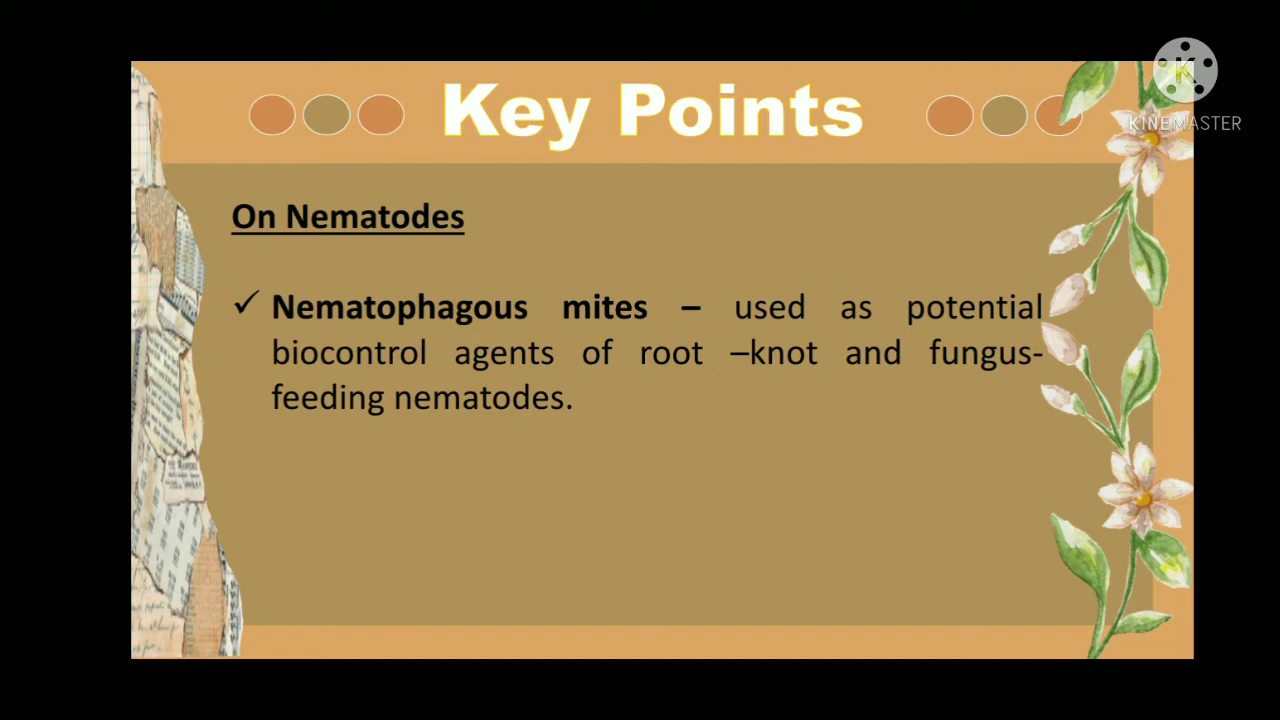 Key Points
K
KINEMASTER
On Nematodes
✓ Nematophagous mites – used as potential
biocontrol agents of root –knot and fungus-
feeding nematodes.